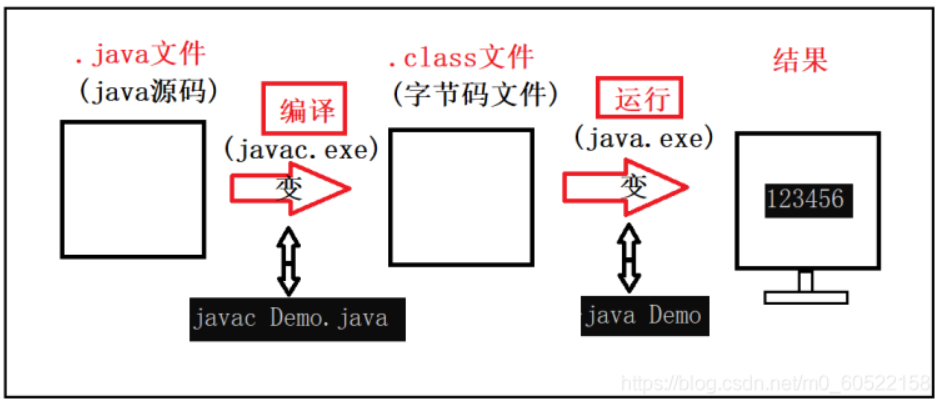 .java文件
(java源码)
编译
(javac.exe)
变
javac Demo.java
.class文件
(字节码文件)
运行
(java.exe)
变
java Demo
结果
123456
https://blog.csdn.net/m0_60522158